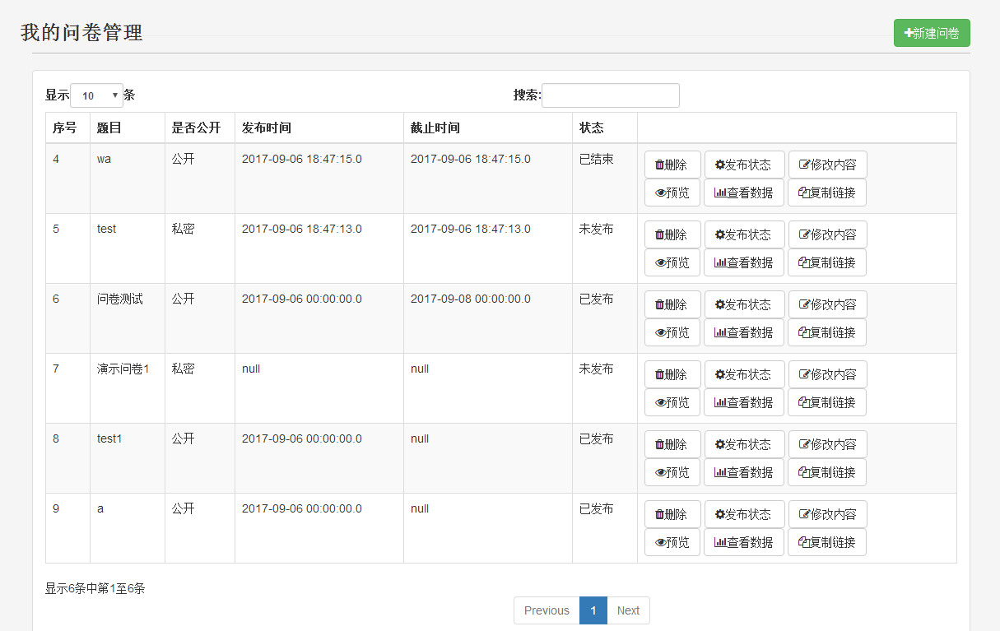 我的问卷管理
新建问卷
显示 10 条 搜索:
序号 题目 是否公开 发布时间 截止时间 状态
4 wa 公开 2017-09-06 18:47:15.0 2017-09-06 18:47:15.0 已结束 删除 发布状态 修改内容
预览 查看数据 复制链接
5 test 私密 2017-09-06 18:47:13.0 2017-09-06 18:47:13.0 未发布 删除 发布状态 修改内容
预览 查看数据 复制链接
6 问卷测试 公开 2017-09-06 00:00:00.0 2017-09-08 00:00:00.0 已发布 删除 发布状态 修改内容
预览 查看数据 复制链接
7 演示问卷1 私密 null null 未发布 删除 发布状态 修改内容
预览 查看数据 复制链接
8 test1 公开 2017-09-06 00:00:00.0 null 已发布 删除 发布状态 修改内容
预览 查看数据 复制链接
9 a 公开 2017-09-06 00:00:00.0 null 已发布 删除 发布状态 修改内容
预览 查看数据 复制链接
显示6条中第1至6条
Previous 1 Next